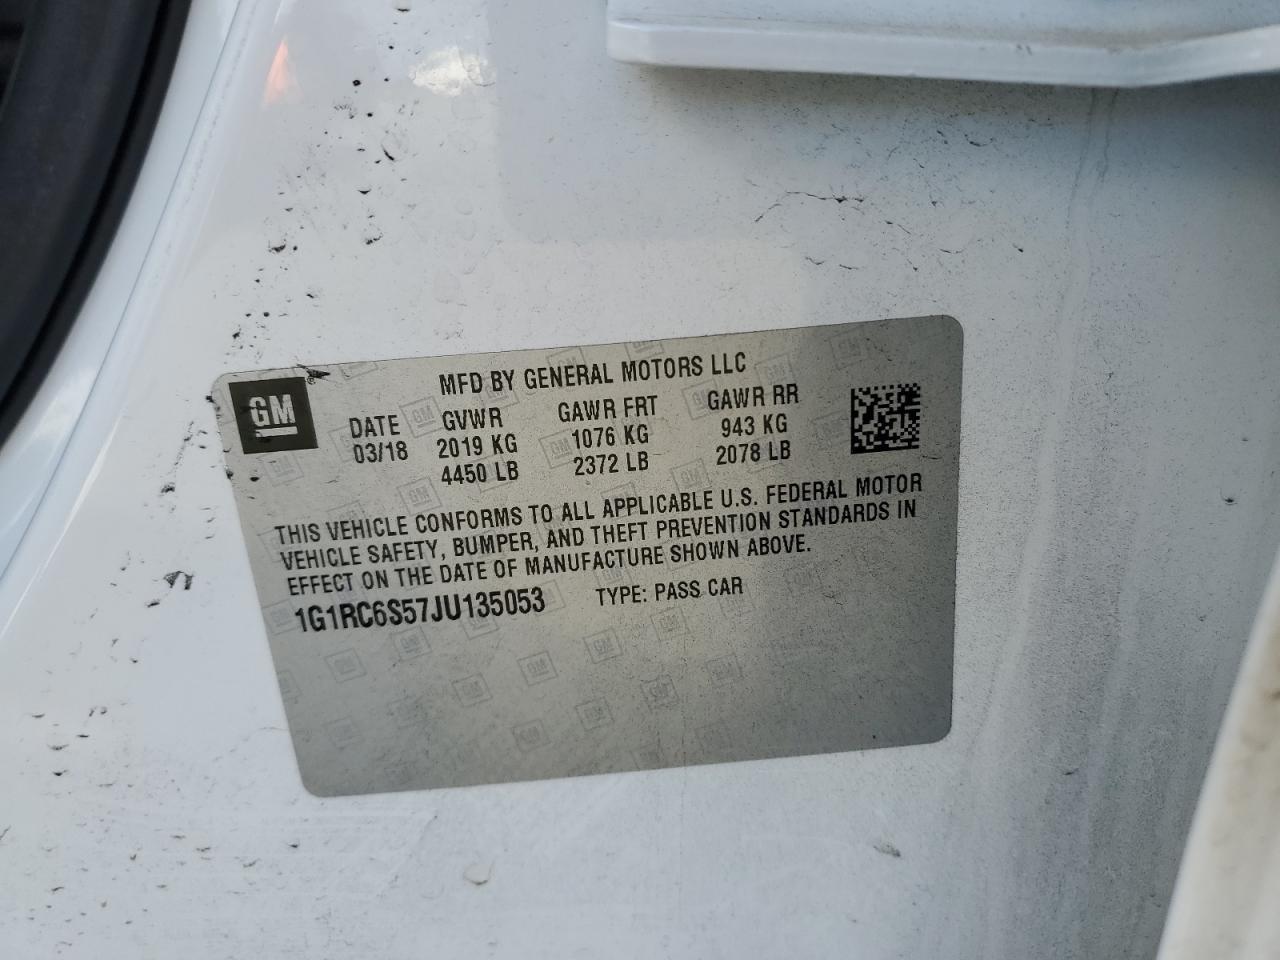 MFD BY GENERAL MOTORS LLC
GM
DATE GVWR GAWR FRT GAWR RR
03/18 2019 KG 1076 KG 943 KG
4450 LB 2372 LB 2078 LB
THIS VEHICLE CONFORMS TO ALL APPLICABLE U.S. FEDERAL MOTOR
VEHICLE SAFETY, BUMPER, AND THEFT PREVENTION STANDARDS IN
EFFECT ON THE DATE OF MANUFACTURE SHOWN ABOVE.
1G1RC6S57JU135053 TYPE: PASS CAR